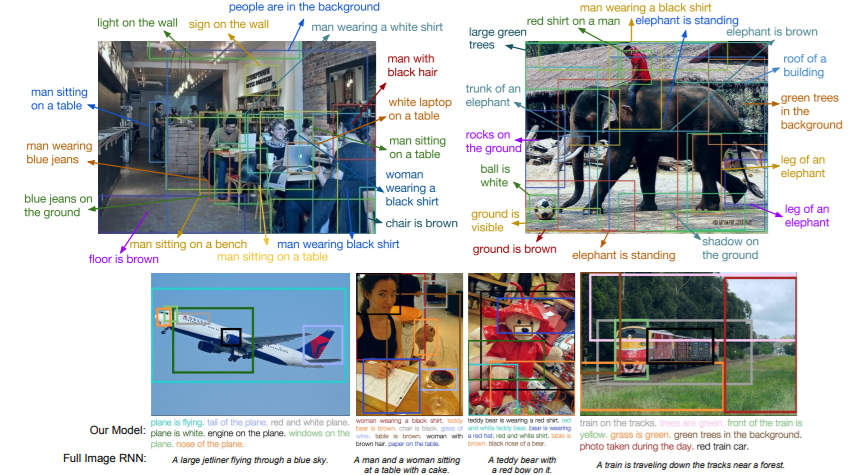 people are in the background
light on the wall
sign on the wall
man wearing a white shirt
man with
black hair
man sitting
on a table
white laptop
on a table
man wearing
blue jeans
man sitting
on a table
woman
wearing a
black shirt
blue jeans on
the ground
chair is brown
man sitting on a bench
man wearing black shirt
man sitting on a table
floor is brown
man wearing a black shirt
red shirt on a man
elephant is standing
large green
trees
elephant is brown
roof of a
building
trunk of an
elephant
green trees
in the
background
rocks on
the ground
leg of an
elephant
ball is
white
leg of an
elephant
ground is
visible
ground is brown
shadow on
the ground
elephant is standing
Our Model:
plane is flying. tail of the plane. red and white plane.
plane is white. engine on the plane. windows on the
plane. nose of the plane.
woman wearing a black shirt. teddy
bear is brown. chair is black. glass of
wine. table is brown. woman with
brown hair. paper on the table.
teddy bear is wearing a red shirt. red
and white teddy bear. bear is wearing
a red hat. red and white shirt. table is
brown. black nose of a bear.
train on the tracks. trees are green. front of the train is
yellow. grass is green. green trees in the background.
photo taken during the day. red train car.
Full Image RNN:
A large jetliner flying through a blue sky.
A man and a woman sitting
at a table with a cake.
A teddy bear with
a red bow on it.
A train is traveling down the tracks near a forest.